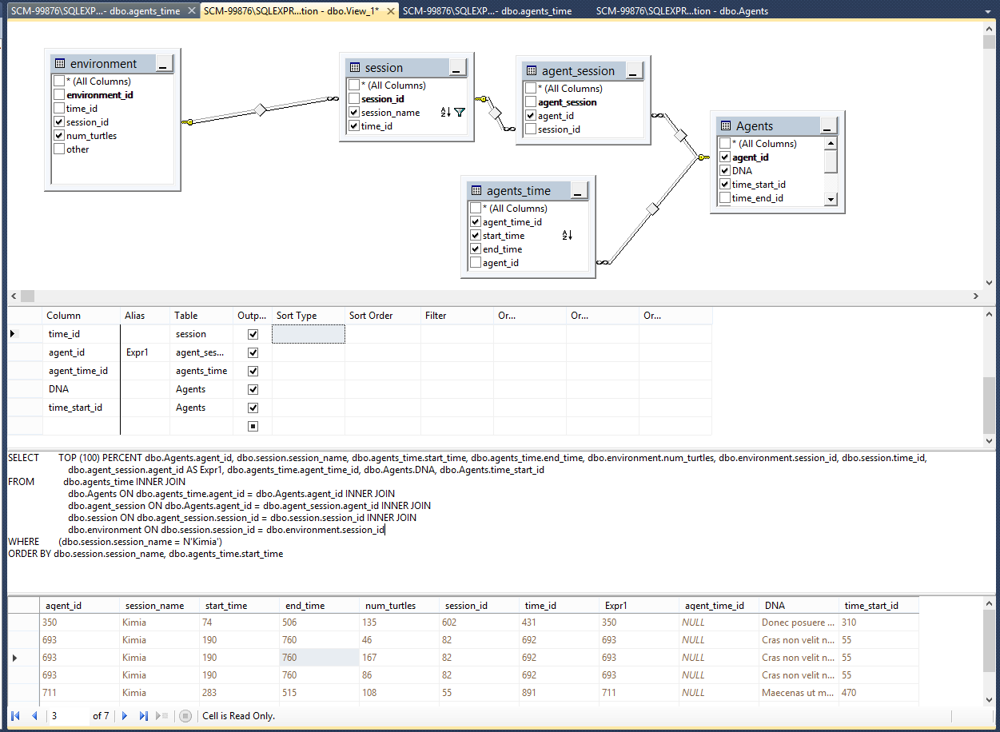 SCM-99876\SQLEXP...- dbo.agents_time
SCM-99876\SQLEXPR...tion - dbo.View_1*
SCM-99876\SQLEXP...- dbo.agents_time
SCM-99876\SQLEXPR...tion - dbo.Agents
environment
* (All Columns)
environment_id
time_id
session_id
num_turtles
other
session
* (All Columns)
session_id
session_name
time_id
agent_session
* (All Columns)
agent_session
agent_id
session_id
Agents
* (All Columns)
agent_id
DNA
time_start_id
time_end_id
agents_time
* (All Columns)
agent_time_id
start_time
end_time
agent_id
Column Alias Table Outp... Sort Type Sort Order Filter Or... Or... Or...
time_id session
agent_id Expr1 agent_ses...
agent_time_id agents_time
DNA Agents
time_start_id Agents
SELECT TOP (100) PERCENT dbo.Agents.agent_id, dbo.session.session_name, dbo.agents_time.start_time, dbo.agents_time.end_time, dbo.environment.num_turtles, dbo.environment.session_id, dbo.session.time_id,
dbo.agent_session.agent_id AS Expr1, dbo.agents_time.agent_time_id, dbo.Agents.DNA, dbo.Agents.time_start_id
FROM dbo.agents_time INNER JOIN
dbo.Agents ON dbo.agents_time.agent_id = dbo.Agents.agent_id INNER JOIN
dbo.agent_session ON dbo.Agents.agent_id = dbo.agent_session.agent_id INNER JOIN
dbo.session ON dbo.agent_session.session_id = dbo.session.session_id INNER JOIN
dbo.environment ON dbo.session.session_id = dbo.environment.session_id
WHERE (dbo.session.session_name = N'Kimia')
ORDER BY dbo.session.session_name, dbo.agents_time.start_time
agent_id session_name start_time end_time num_turtles session_id time_id Expr1 agent_time_id DNA time_start_id
350 Kimia 74 506 135 602 431 350 NULL Donec posuere ... 310
693 Kimia 190 760 46 82 692 693 NULL Cras non velit n... 55
693 Kimia 190 760 167 82 692 693 NULL Cras non velit n... 55
693 Kimia 190 760 86 82 692 693 NULL Cras non velit n... 55
711 Kimia 283 515 108 55 891 711 NULL Maecenas ut m... 470
3 of 7 Cell is Read Only.